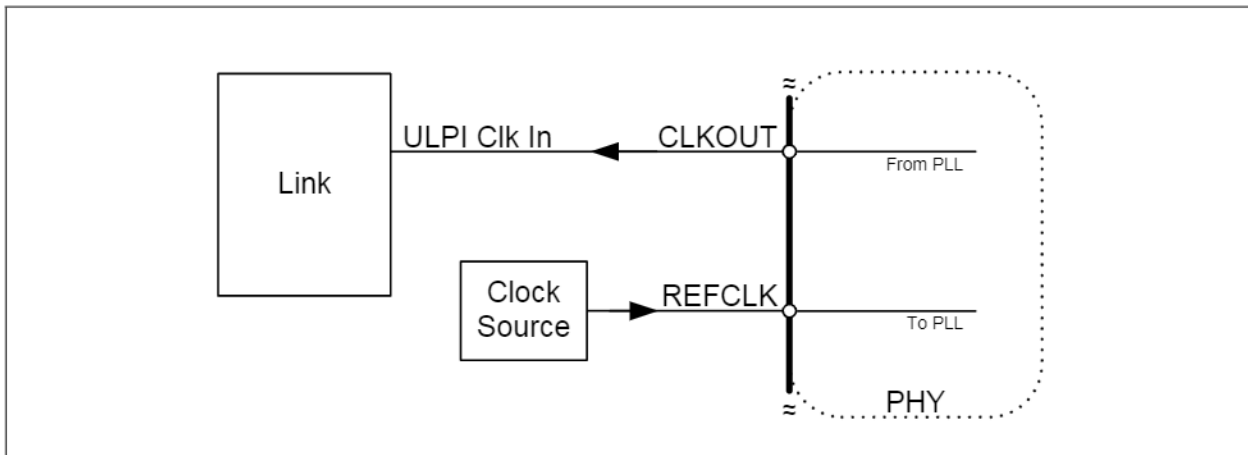 ULPI Clk In
CLKOUT
From PLL
Link
Clock
Source
REFCLK
To PLL
PHY